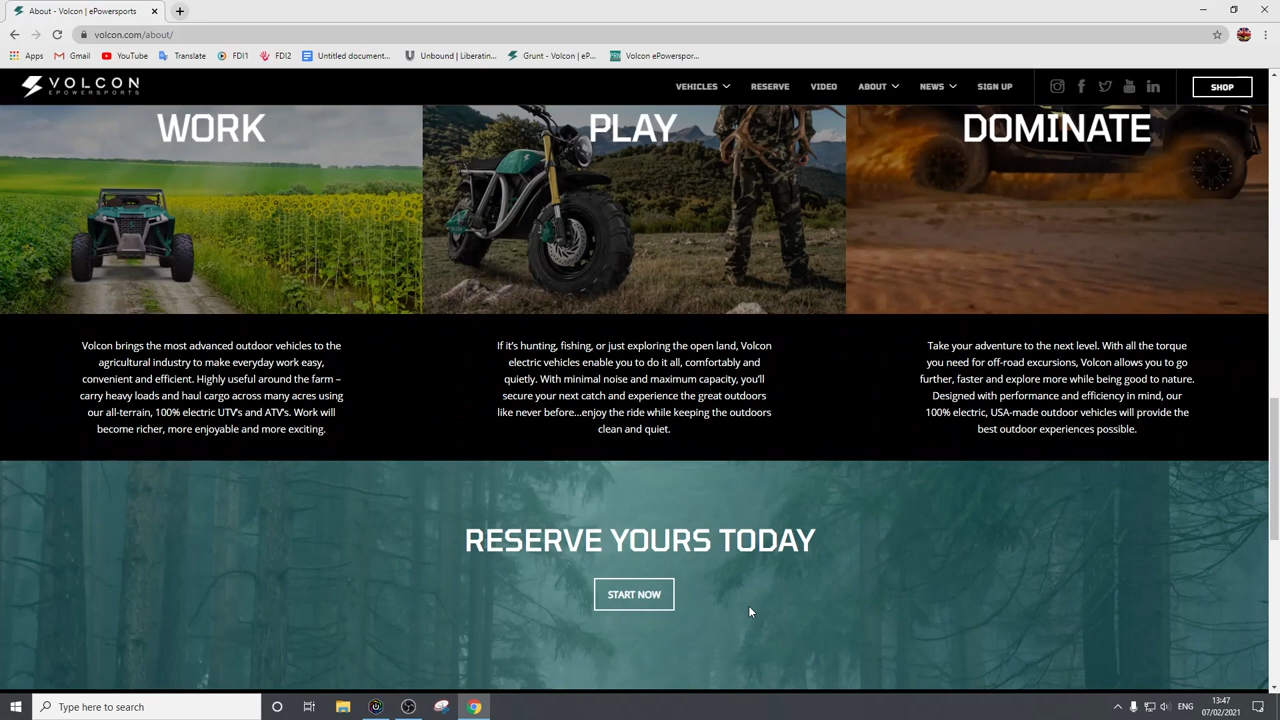 About - Volcon | ePowersports
volcon.com/about/
Apps
Gmail
YouTube
Translate
FDI1
FDI2
Untitled document...
Unbound | Liberatin...
Grunt - Volcon | eP...
Volcon ePowerspor...
VOLCON
EPOWERSPORTS
VEHICLES
RESERVE
VIDEO
ABOUT
NEWS
SIGN UP
SHOP
WORK
PLAY
DOMINATE
Volcon brings the most advanced outdoor vehicles to the
agricultural industry to make everyday work easy,
convenient and efficient. Highly useful around the farm –
carry heavy loads and haul cargo across many acres using
our all-terrain, 100% electric UTV's and ATV's. Work will
become richer, more enjoyable and more exciting.
If it's hunting, fishing, or just exploring the open land, Volcon
electric vehicles enable you to do it all, comfortably and
quietly. With minimal noise and maximum capacity, you'll
secure your next catch and experience the great outdoors
like never before...enjoy the ride while keeping the outdoors
clean and quiet.
Take your adventure to the next level. With all the torque
you need for off-road excursions, Volcon allows you to go
further, faster and explore more while being good to nature.
Designed with performance and efficiency in mind, our
100% electric, USA-made outdoor vehicles will provide the
best outdoor experiences possible.
RESERVE YOURS TODAY
START NOW
Type here to search
ENG
13:47
07/02/2021